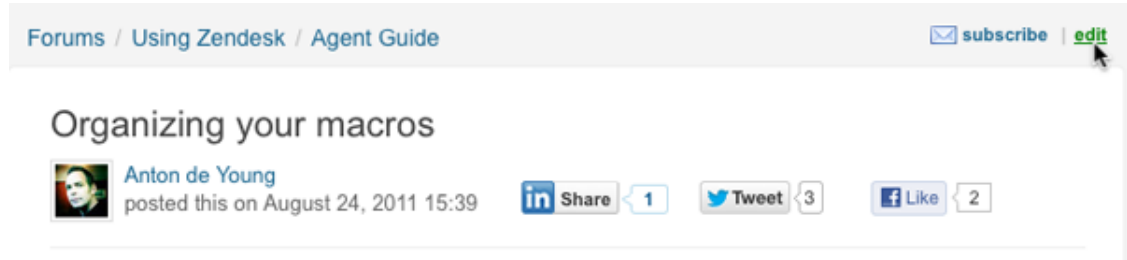 Forums / Using Zendesk / Agent Guide
subscribe | edit
Organizing your macros
Anton de Young
posted this on August 24, 2011 15:39
in Share 1
Tweet 3
f Like 2